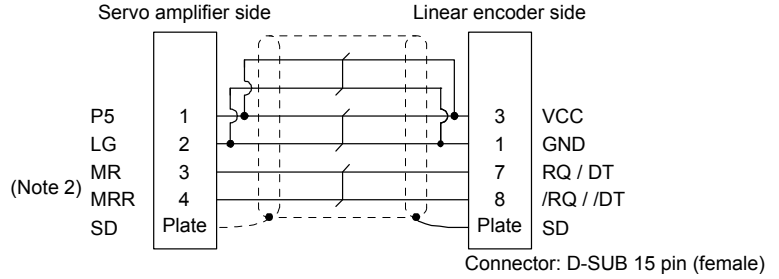 Servo amplifier side Linear encoder side
P5 1 3 VCC
LG 2 1 GND
MR 3 7 RQ / DT
(Note 2) MRR 4 8 /RQ / /DT
SD Plate Plate SD
Connector: D-SUB 15 pin (female)